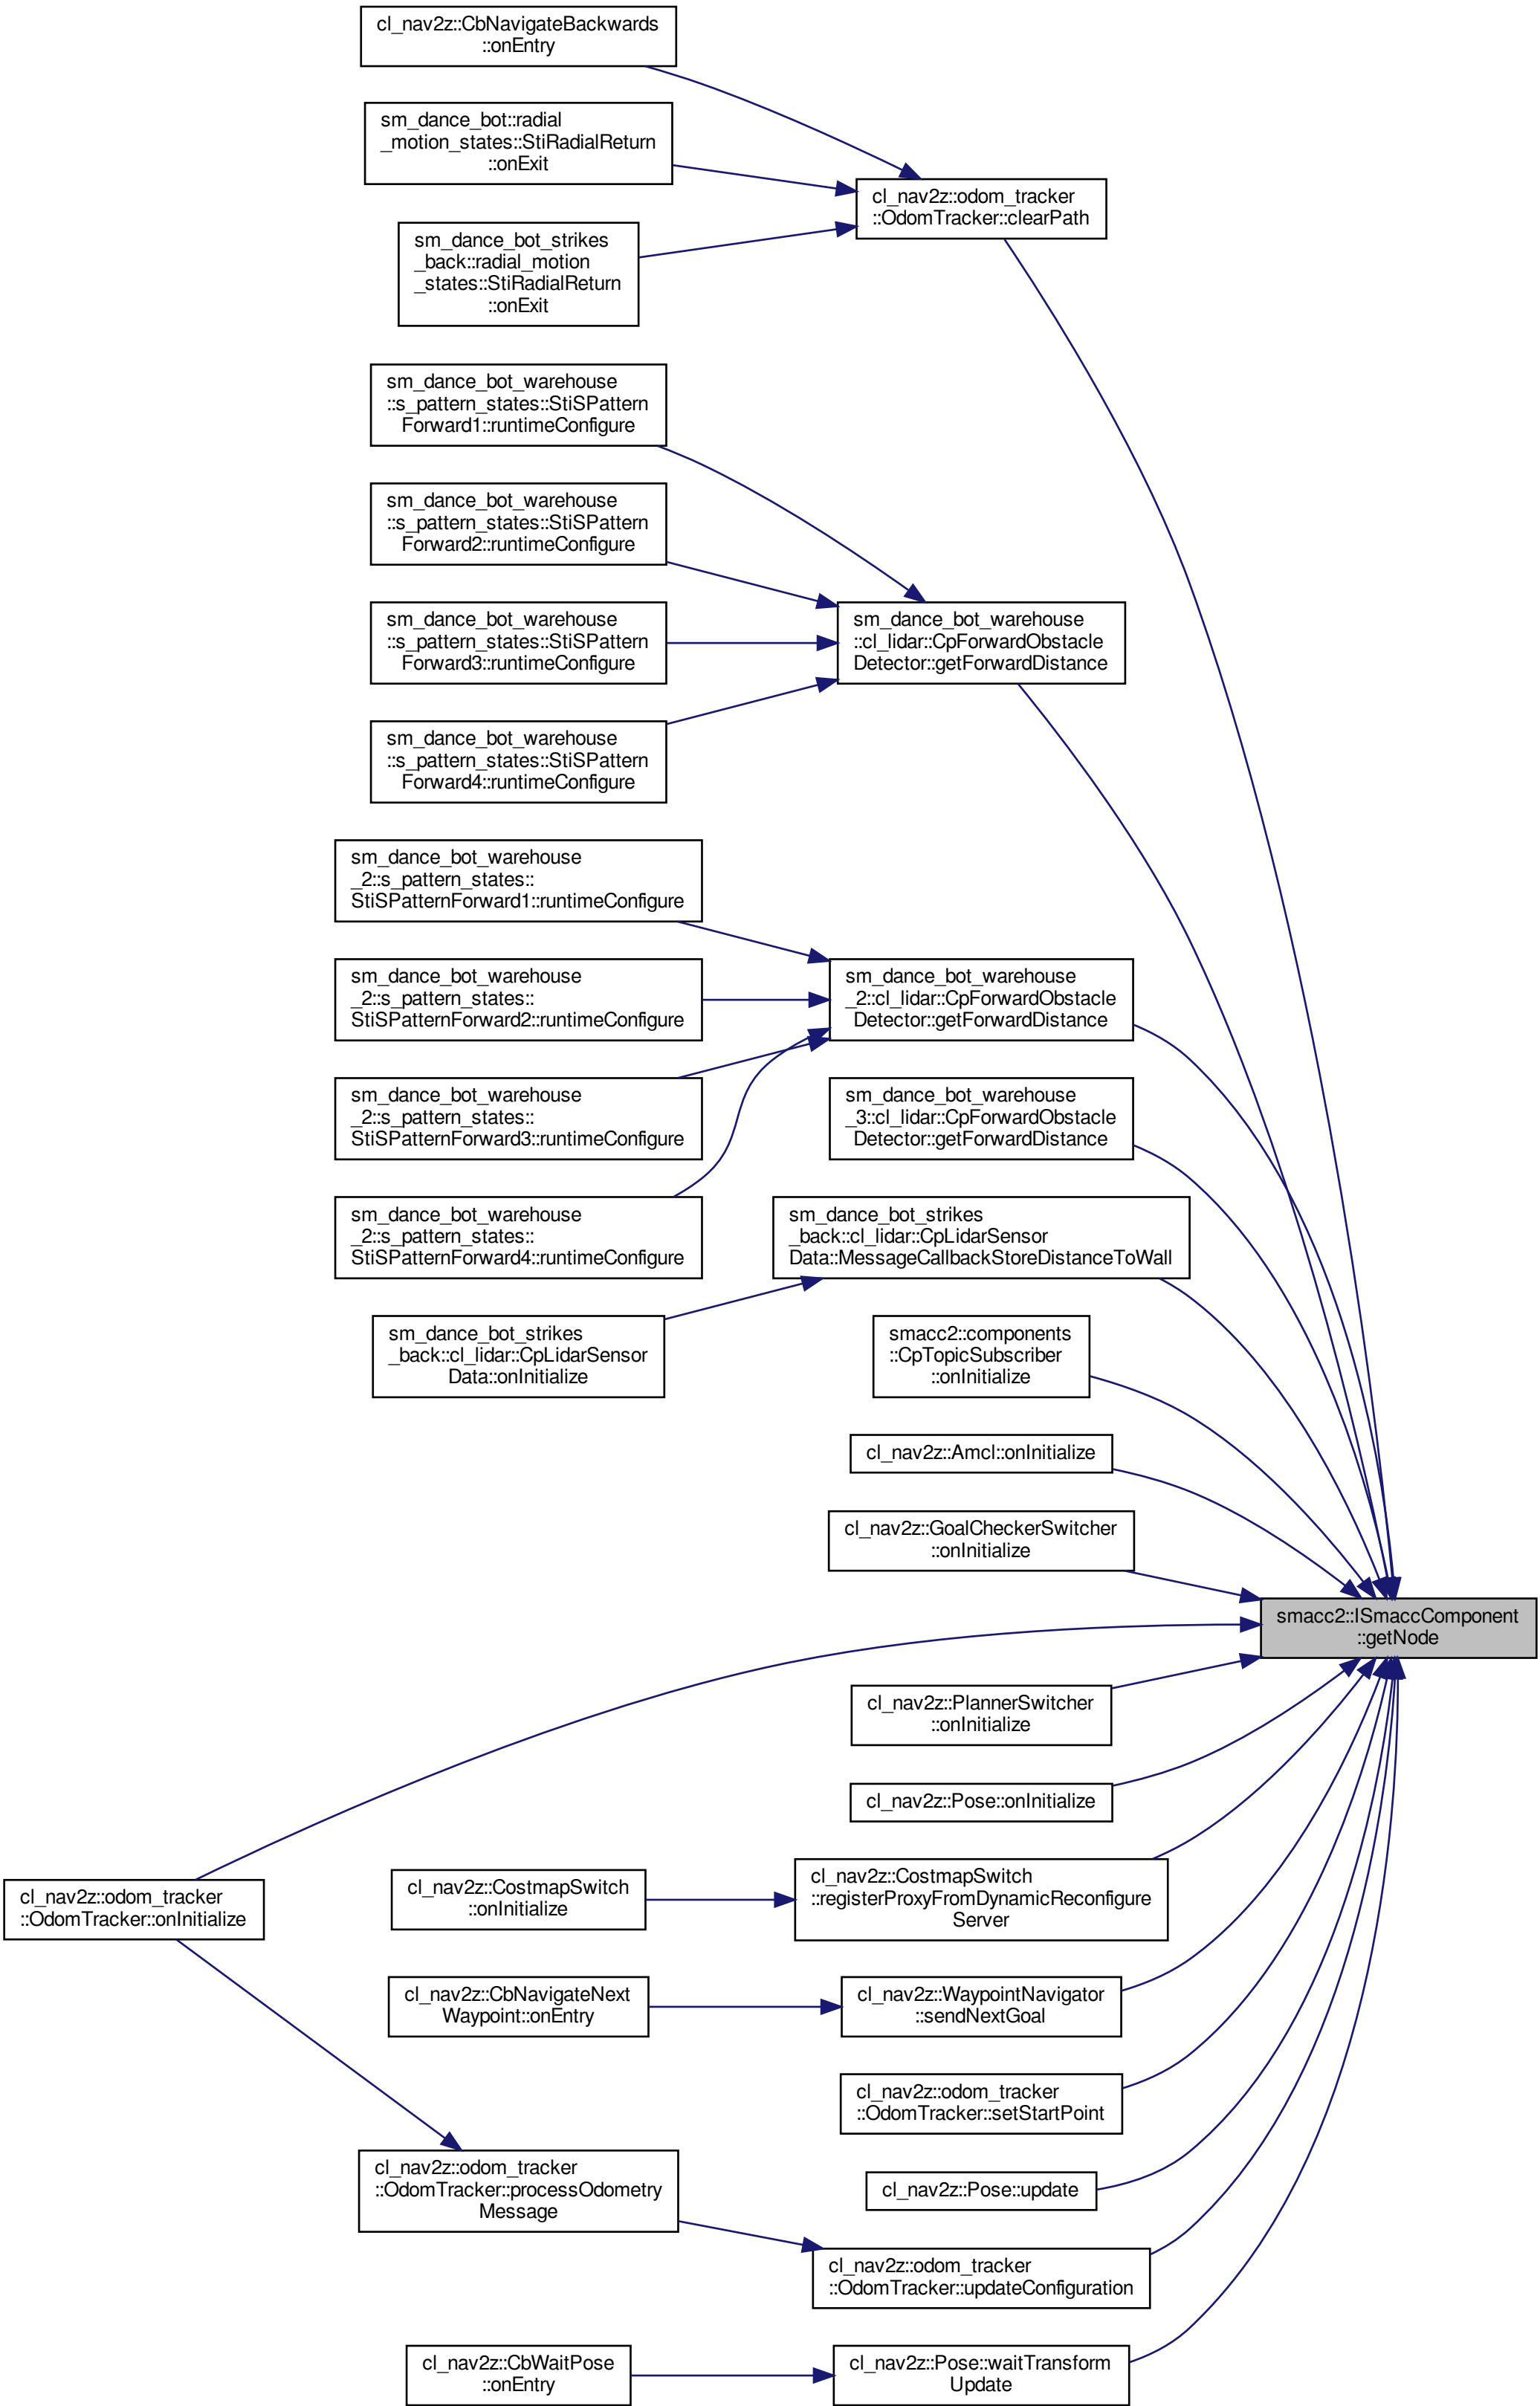 cl_nav2z::CbNavigateBackwards
::onEntry
sm_dance_bot::radial
_motion_states::StiRadialReturn
::onExit
cl_nav2z::odom_tracker
::OdomTracker::clearPath
sm_dance_bot_strikes
_back::radial_motion
_states::StiRadialReturn
::onExit
sm_dance_bot_warehouse
::s_pattern_states::StiSPattern
Forward1::runtimeConfigure
sm_dance_bot_warehouse
::s_pattern_states::StiSPattern
Forward2::runtimeConfigure
sm_dance_bot_warehouse
::s_pattern_states::StiSPattern
Forward3::runtimeConfigure
sm_dance_bot_warehouse
::cl_lidar::CpForwardObstacle
Detector::getForwardDistance
sm_dance_bot_warehouse
::s_pattern_states::StiSPattern
Forward4::runtimeConfigure
sm_dance_bot_warehouse
_2::s_pattern_states::
StiSPatternForward1::runtimeConfigure
sm_dance_bot_warehouse
_2::s_pattern_states::
StiSPatternForward2::runtimeConfigure
sm_dance_bot_warehouse
_2::cl_lidar::CpForwardObstacle
Detector::getForwardDistance
sm_dance_bot_warehouse
_2::s_pattern_states::
StiSPatternForward3::runtimeConfigure
sm_dance_bot_warehouse
_3::cl_lidar::CpForwardObstacle
Detector::getForwardDistance
sm_dance_bot_warehouse
_2::s_pattern_states::
StiSPatternForward4::runtimeConfigure
sm_dance_bot_strikes
_back::cl_lidar::CpLidarSensor
Data::MessageCallbackStoreDistanceToWall
sm_dance_bot_strikes
_back::cl_lidar::CpLidarSensor
Data::onInitialize
smacc2::components
::CpTopicSubscriber
::onInitialize
cl_nav2z::Amcl::onInitialize
cl_nav2z::GoalCheckerSwitcher
::onInitialize
smacc2::ISmaccComponent
::getNode
cl_nav2z::PlannerSwitcher
::onInitialize
cl_nav2z::Pose::onInitialize
cl_nav2z::odom_tracker
::OdomTracker::onInitialize
cl_nav2z::CostmapSwitch
::onInitialize
cl_nav2z::CostmapSwitch
::registerProxyFromDynamicReconfigure
Server
cl_nav2z::CbNavigateNext
Waypoint::onEntry
cl_nav2z::WaypointNavigator
::sendNextGoal
cl_nav2z::odom_tracker
::OdomTracker::setStartPoint
cl_nav2z::odom_tracker
::OdomTracker::processOdometry
Message
cl_nav2z::Pose::update
cl_nav2z::odom_tracker
::OdomTracker::updateConfiguration
cl_nav2z::CbWaitPose
::onEntry
cl_nav2z::Pose::waitTransform
Update